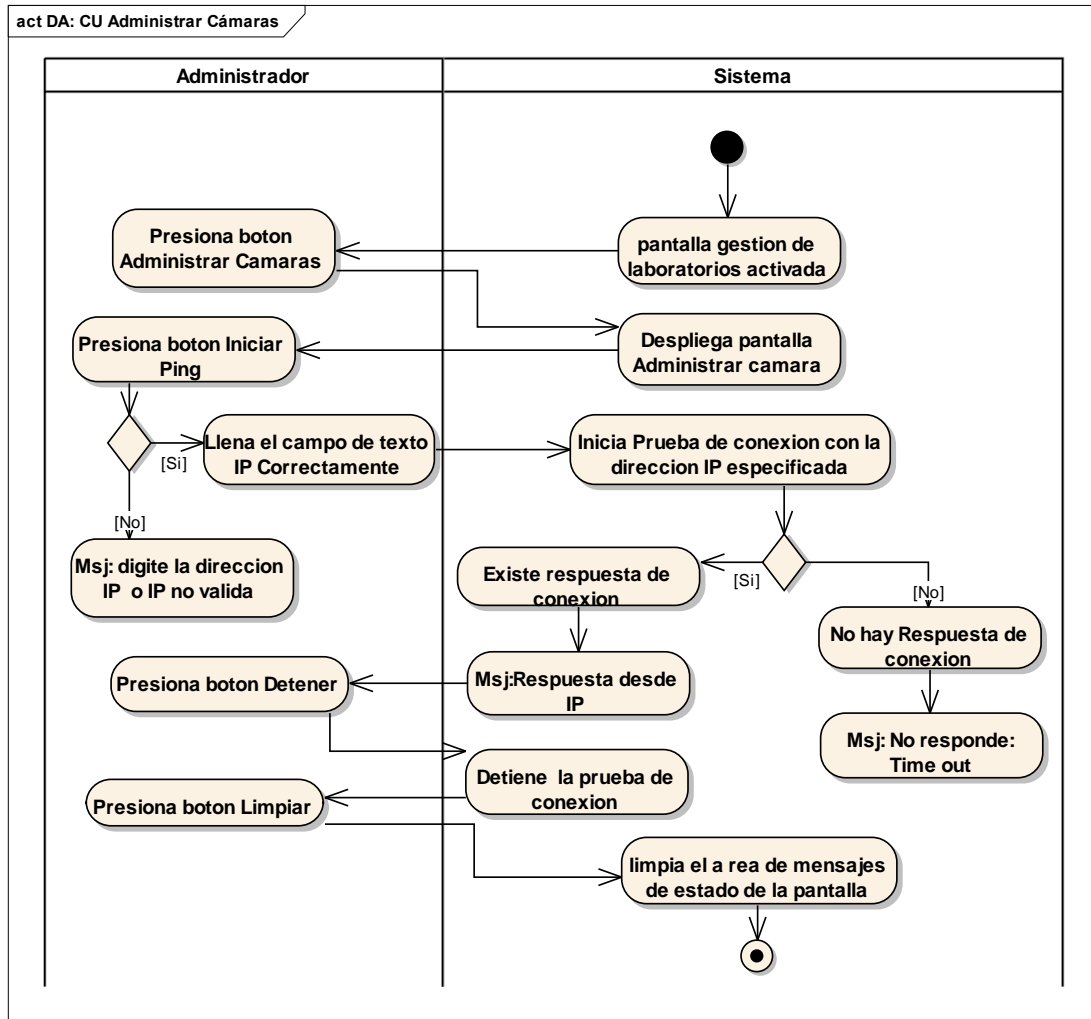 act DA: CU Administrar Cámaras
Administrador
Sistema
pantalla gestion de
laboratorios activada
Presiona boton
Administrar Camaras
Despliega pantalla
Administrar camara
Presiona boton Iniciar
Ping
[Si]
Llena el campo de texto
IP Correctamente
Inicia Prueba de conexion con la
direccion IP especificada
[No]
Msj: digite la direccion
IP o IP no valida
[Si]
Existe respuesta de
conexion
[No]
No hay Respuesta de
conexion
Msj:Respuesta desde
IP
Msj: No responde:
Time out
Presiona boton Detener
Detiene la prueba de
conexion
Presiona boton Limpiar
limpia el a rea de mensajes
de estado de la pantalla